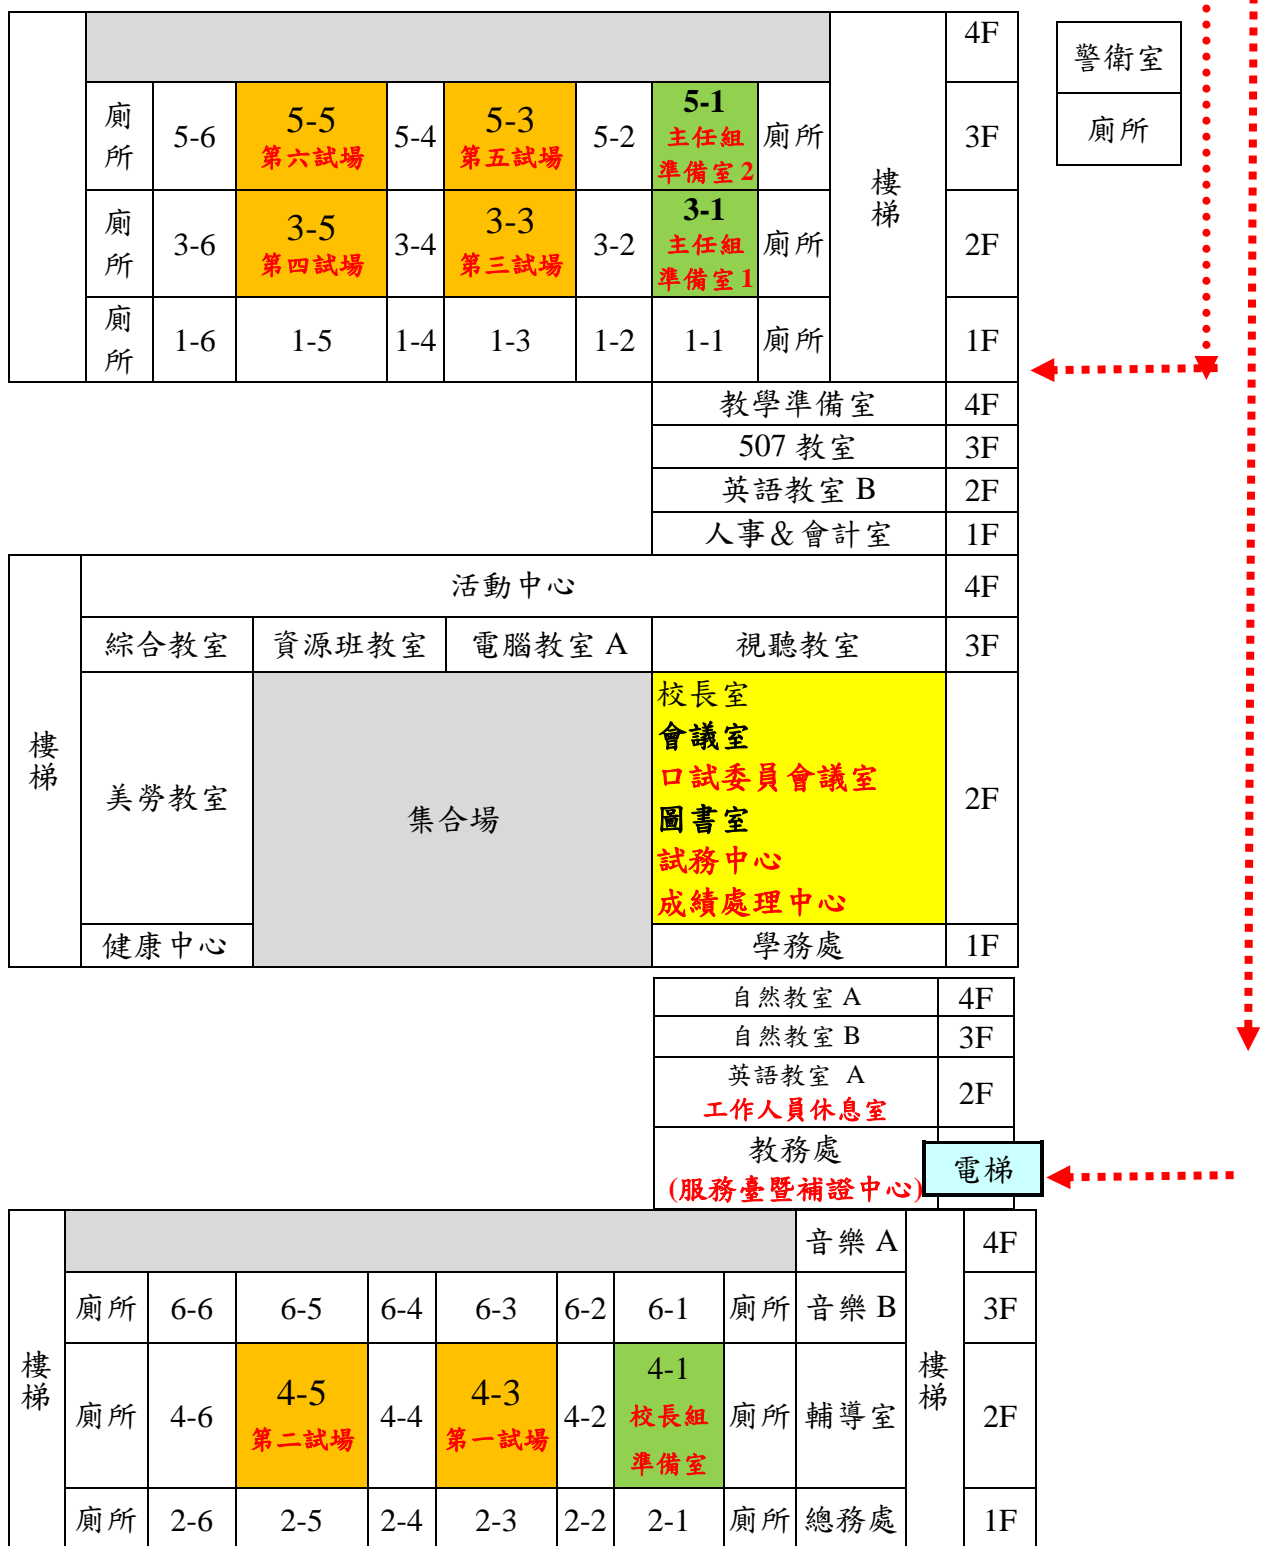 4F
警衛室
廁所
廁所
5-6
5-5
第六試場
5-4
5-3
第五試場
5-2
5-1
主任組
準備室2
廁所
3F
樓梯
廁所
3-6
3-5
第四試場
3-4
3-3
第三試場
3-2
3-1
主任組
準備室1
廁所
2F
廁所
1-6
1-5
1-4
1-3
1-2
1-1
廁所
1F
教學準備室
4F
507 教室
3F
英語教室 B
2F
人事&會計室
1F
活動中心
4F
綜合教室
資源班教室
電腦教室 A
視聽教室
3F
樓梯
美勞教室
集合場
校長室
會議室
口試委員會議室
圖書室
試務中心
成績處理中心
2F
健康中心
學務處
1F
自然教室 A
4F
自然教室 B
3F
英語教室 A
工作人員休息室
2F
教務處
(服務臺暨補證中心)
電梯
音樂 A
4F
廁所
6-6
6-5
6-4
6-3
6-2
6-1
廁所
音樂 B
3F
樓梯
廁所
4-6
4-5
第二試場
4-4
4-3
第一試場
4-2
4-1
校長組
準備室
廁所
輔導室
樓梯
2F
廁所
2-6
2-5
2-4
2-3
2-2
2-1
廁所
總務處
1F